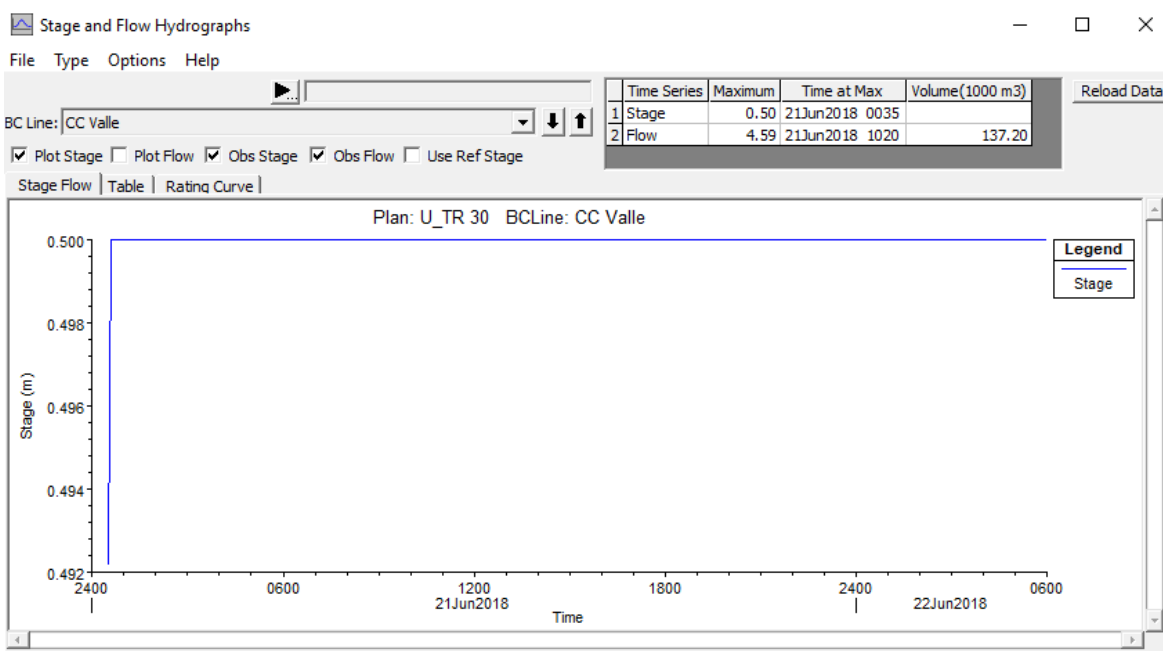 Stage and Flow Hydrographs
File Type Options Help
BC Line: CC Valle
Plot Stage Plot Flow Obs Stage Obs Flow Use Ref Stage
Time Series Maximum Time at Max Volume(1000 m3)
1 Stage 0.50 21Jun2018 0035
2 Flow 4.59 21Jun2018 1020 137.20
Reload Data
Stage Flow Table Rating Curve
Plan: U_TR 30 BCLine: CC Valle
Legend
Stage
Stage (m)
0.500
0.498
0.496
0.494
0.492
2400 0600 1200 1800 2400 0600
21Jun2018 22Jun2018
Time